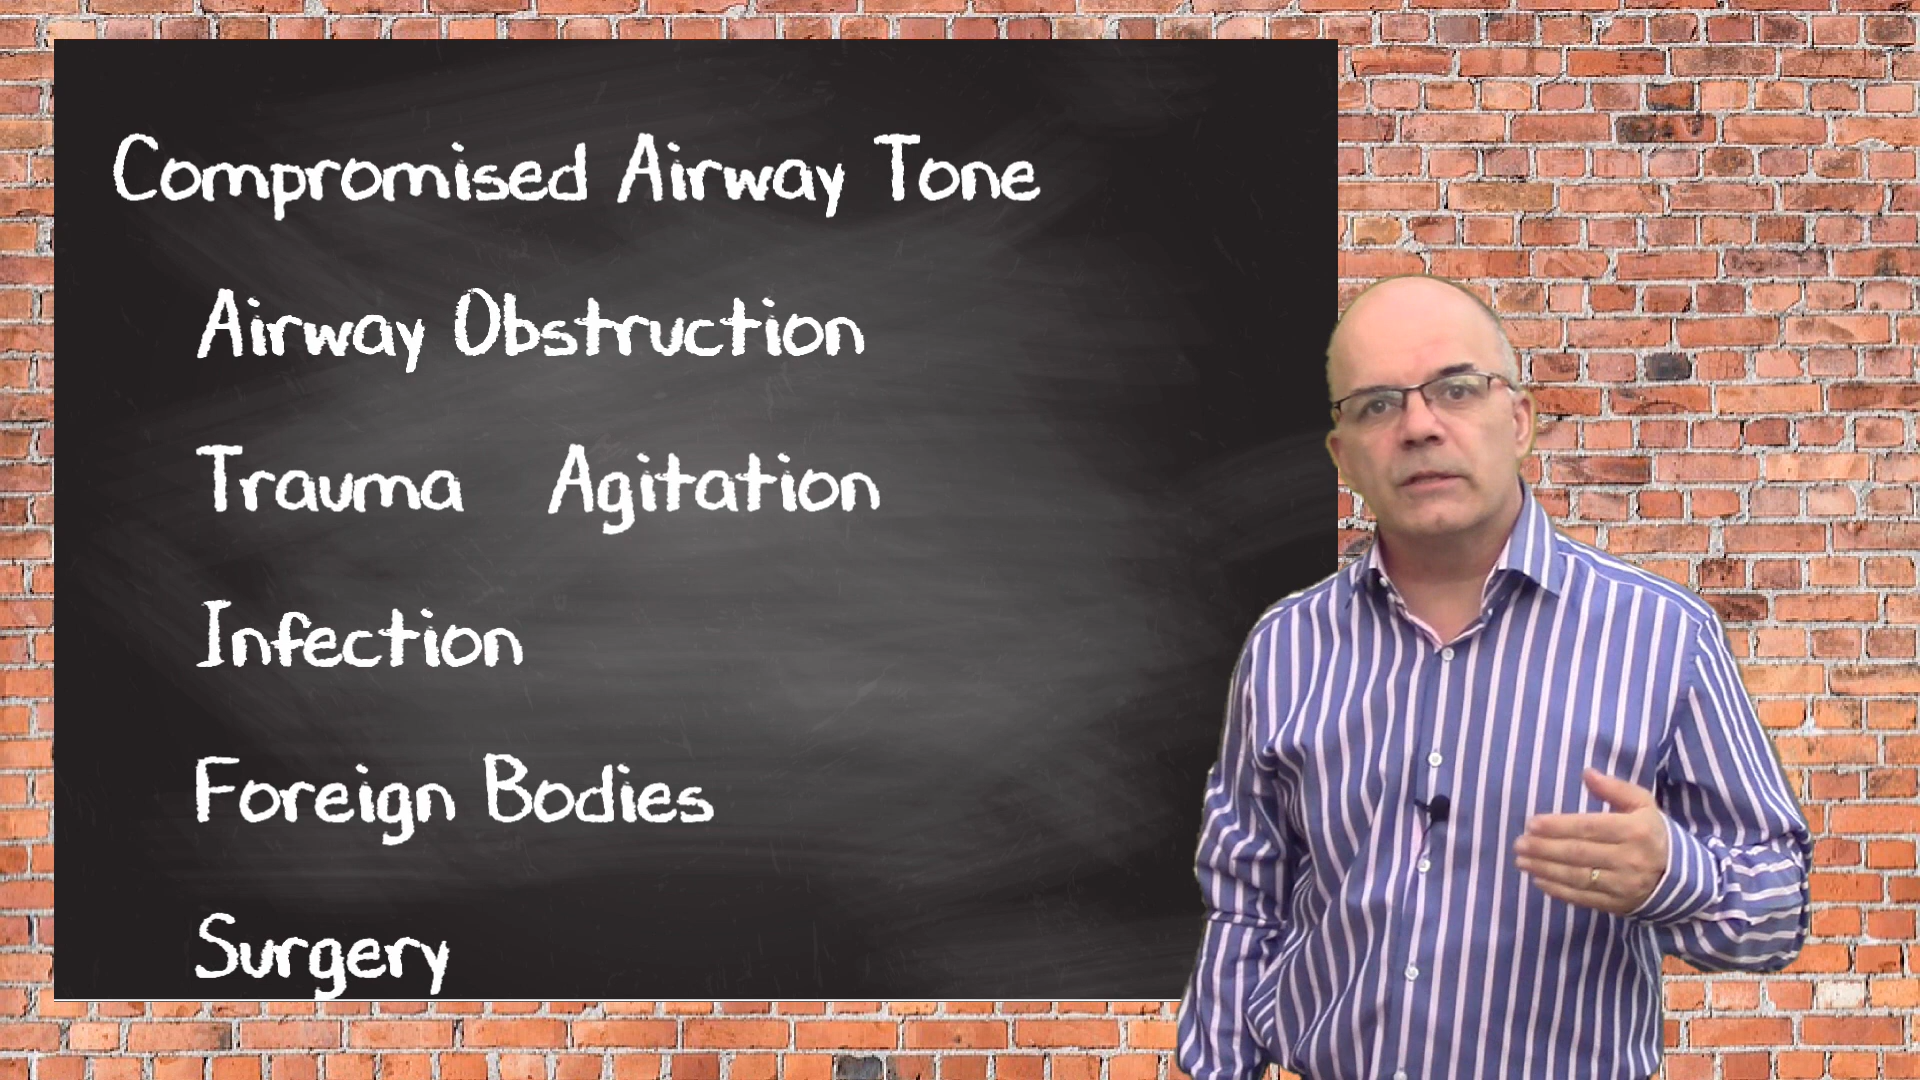 Compromised Airway Tone
Airway Obstruction
Trauma Agitation
Infection
Foreign Bodies
Surgery